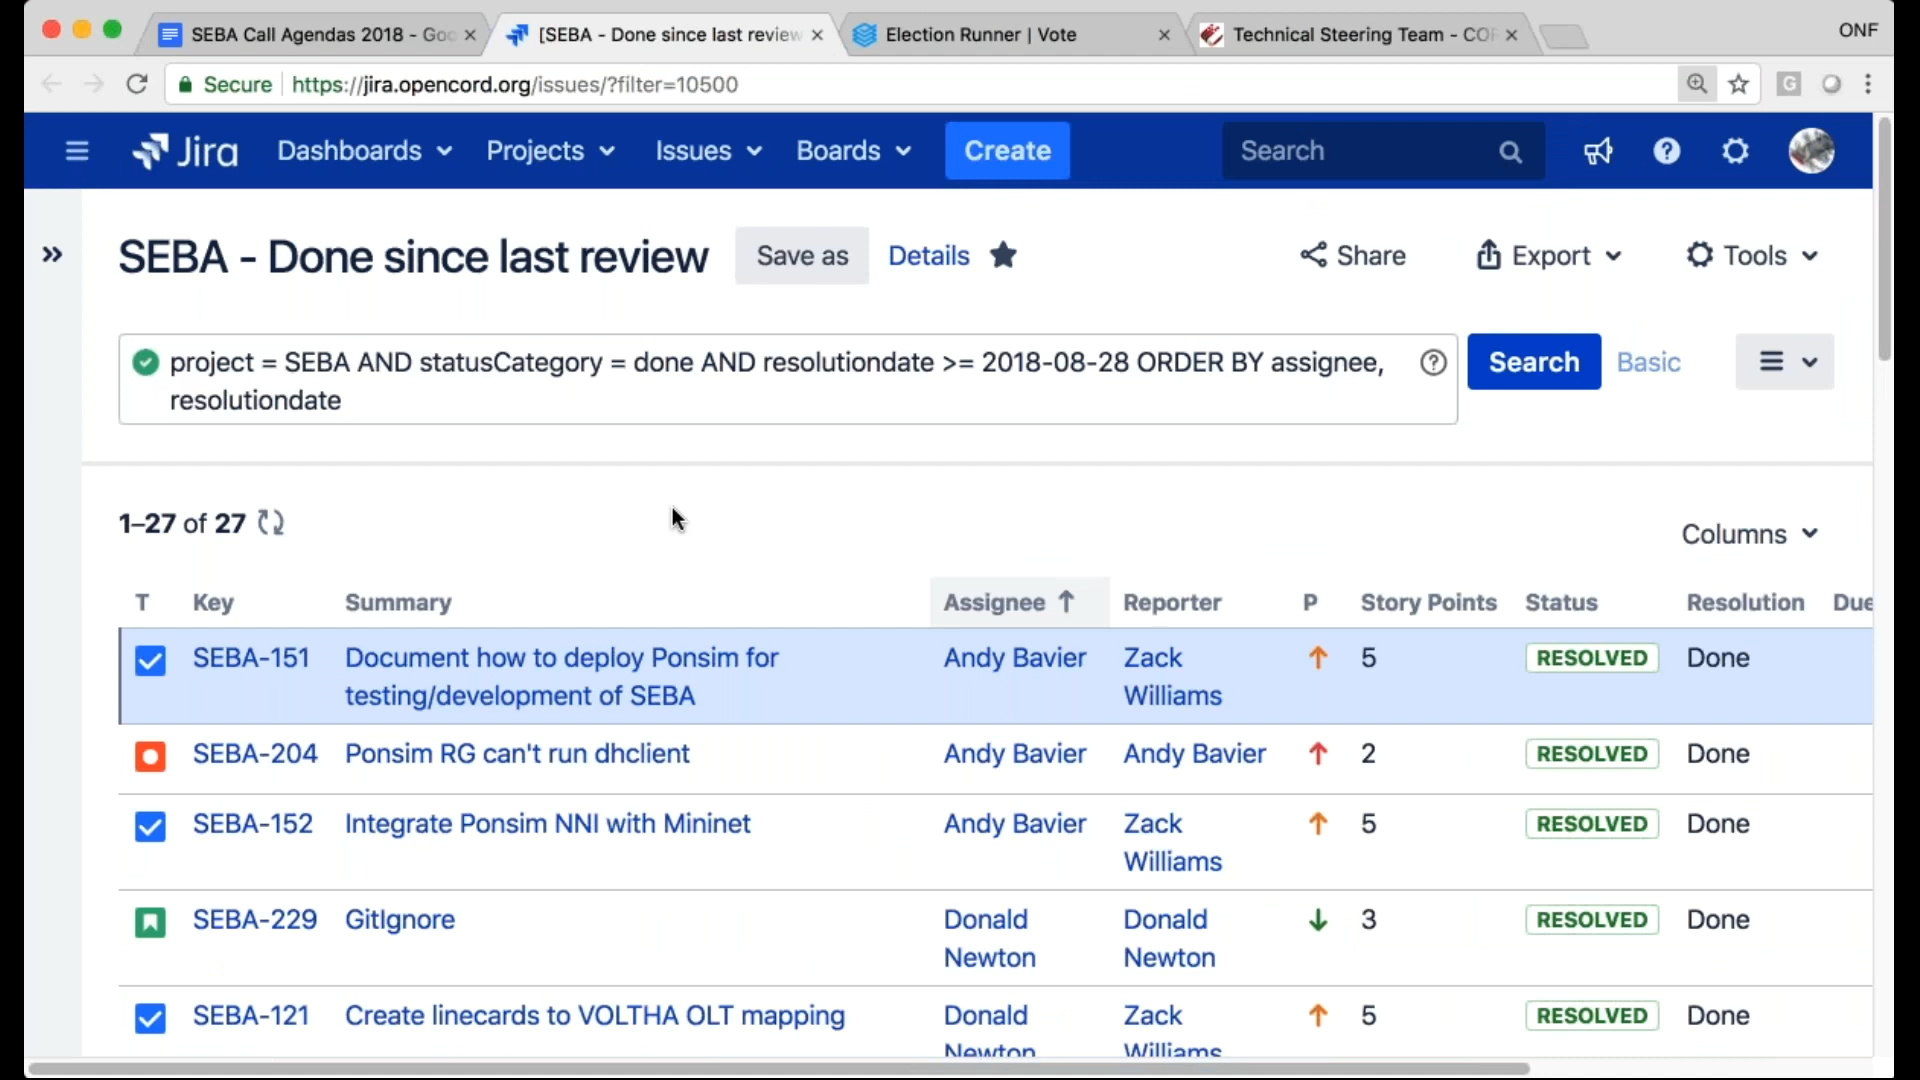 SEBA Call Agendas 2018 - Goo
[SEBA - Done since last review
Election Runner | Vote
Technical Steering Team - COR
ONF
Secure
https://jira.opencord.org/issues/?filter=10500
G
Jira
Dashboards
Projects
Issues
Boards
Create
Search
SEBA - Done since last review
Save as
Details
Share
Export
Tools
project = SEBA AND statusCategory = done AND resolutiondate >= 2018-08-28 ORDER BY assignee,
resolutiondate
Search
Basic
1–27 of 27
Columns
T Key Summary Assignee Reporter P Story Points Status Resolution Due
SEBA-151 Document how to deploy Ponsim for Andy Bavier Zack 5 RESOLVED Done
testing/development of SEBA Williams
SEBA-204 Ponsim RG can't run dhclient Andy Bavier Andy Bavier 2 RESOLVED Done
SEBA-152 Integrate Ponsim NNI with Mininet Andy Bavier Zack 5 RESOLVED Done
Williams
SEBA-229 GitIgnore Donald Donald 3 RESOLVED Done
Newton Newton
SEBA-121 Create linecards to VOLTHA OLT mapping Donald Zack 5 RESOLVED Done
Newton Williams